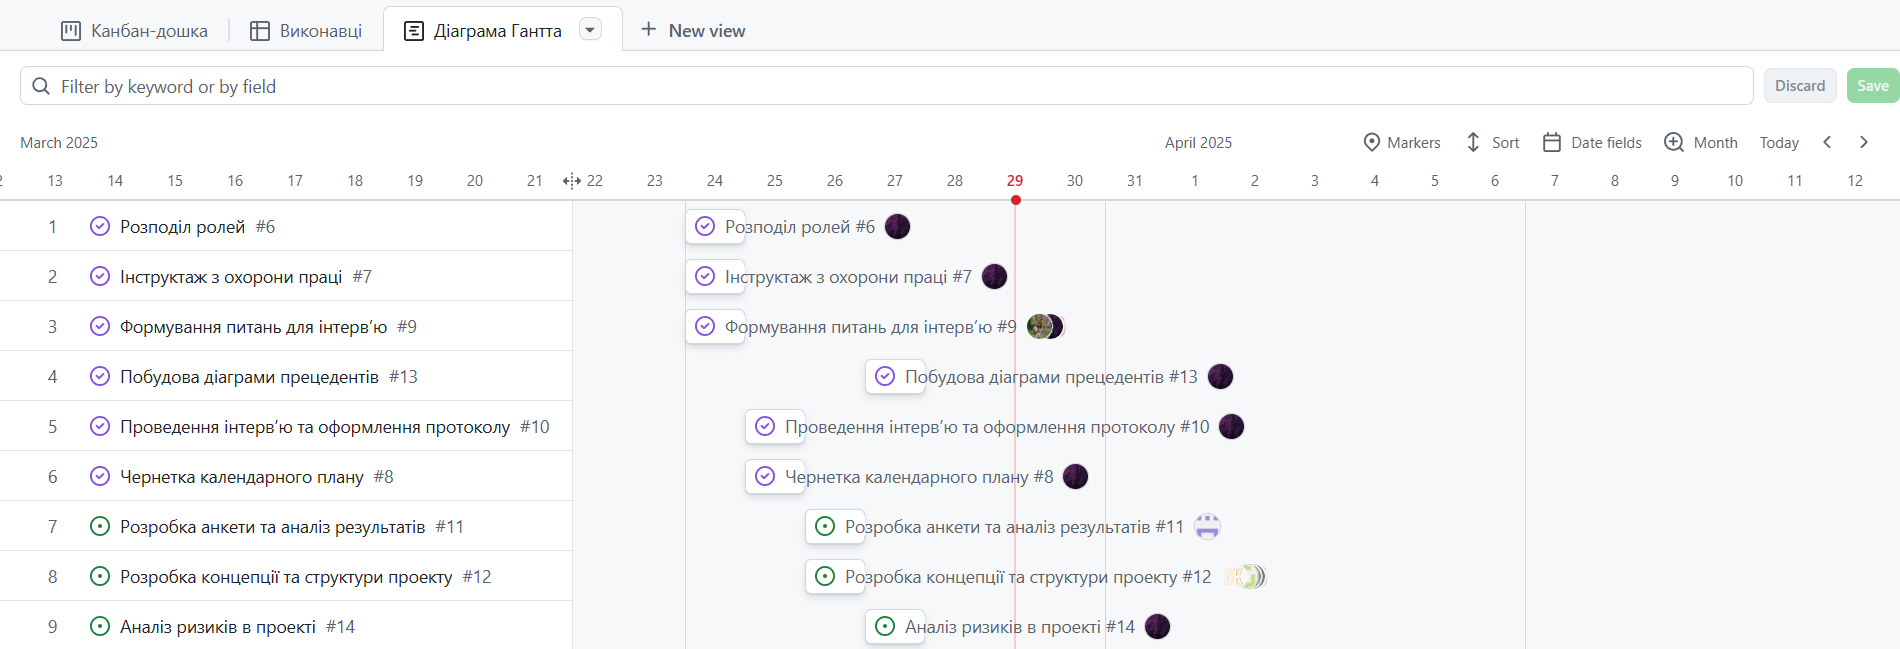 Канбан-дошка Виконавці Діаграма Гантта New view
Filter by keyword or by field Discard Save
March 2025 April 2025 Markers Sort Date fields Month Today
2 13 14 15 16 17 18 19 20 21 22 23 24 25 26 27 28 29 30 31 1 2 3 4 5 6 7 8 9 10 11 12
1 Розподіл ролей #6 Розподіл ролей #6
2 Інструктаж з охорони праці #7 Інструктаж з охорони праці #7
3 Формування питань для інтерв’ю #9 Формування питань для інтерв’ю #9
4 Побудова діаграми прецедентів #13 Побудова діаграми прецедентів #13
5 Проведення інтерв’ю та оформлення протоколу #10 Проведення інтерв’ю та оформлення протоколу #10
6 Чернетка календарного плану #8 Чернетка календарного плану #8
7 Розробка анкети та аналіз результатів #11 Розробка анкети та аналіз результатів #11
8 Розробка концепції та структури проекту #12 Розробка концепції та структури проекту #12
9 Аналіз ризиків в проекті #14 Аналіз ризиків в проекті #14